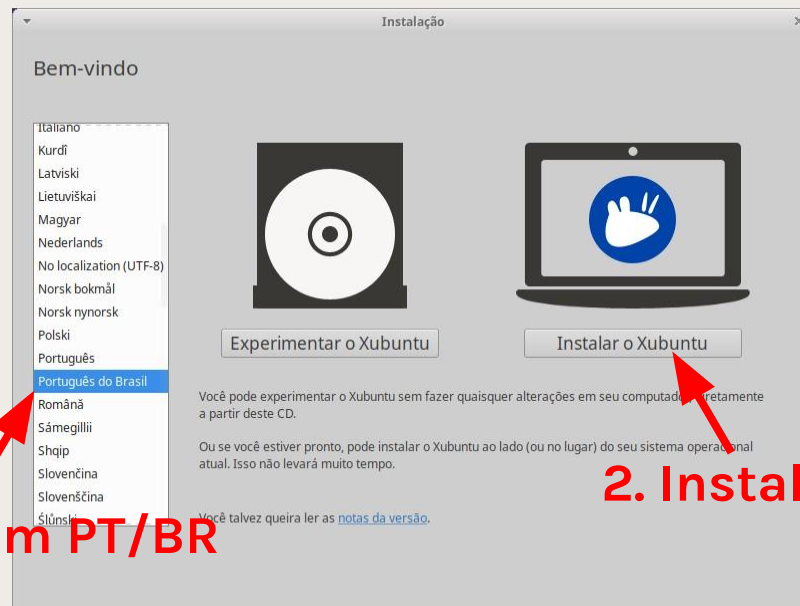 Instalação
Bem-vindo
Italiano
Kurdî
Latviski
Lietuviškai
Magyar
Nederlands
No localization (UTF-8)
Norsk bokmål
Norsk nynorsk
Polski
Português
Português do Brasil
Română
Sámegillii
Shqip
Slovenčina
Slovenščina
Ślůnski
Experimentar o Xubuntu
Instalar o Xubuntu
Você pode experimentar o Xubuntu sem fazer quaisquer alterações em seu computador, diretamente
a partir deste CD.
Ou se você estiver pronto, pode instalar o Xubuntu ao lado (ou no lugar) do seu sistema operacional
atual. Isso não levará muito tempo.
Você talvez queira ler as notas da versão.
2. Instal
m PT/BR